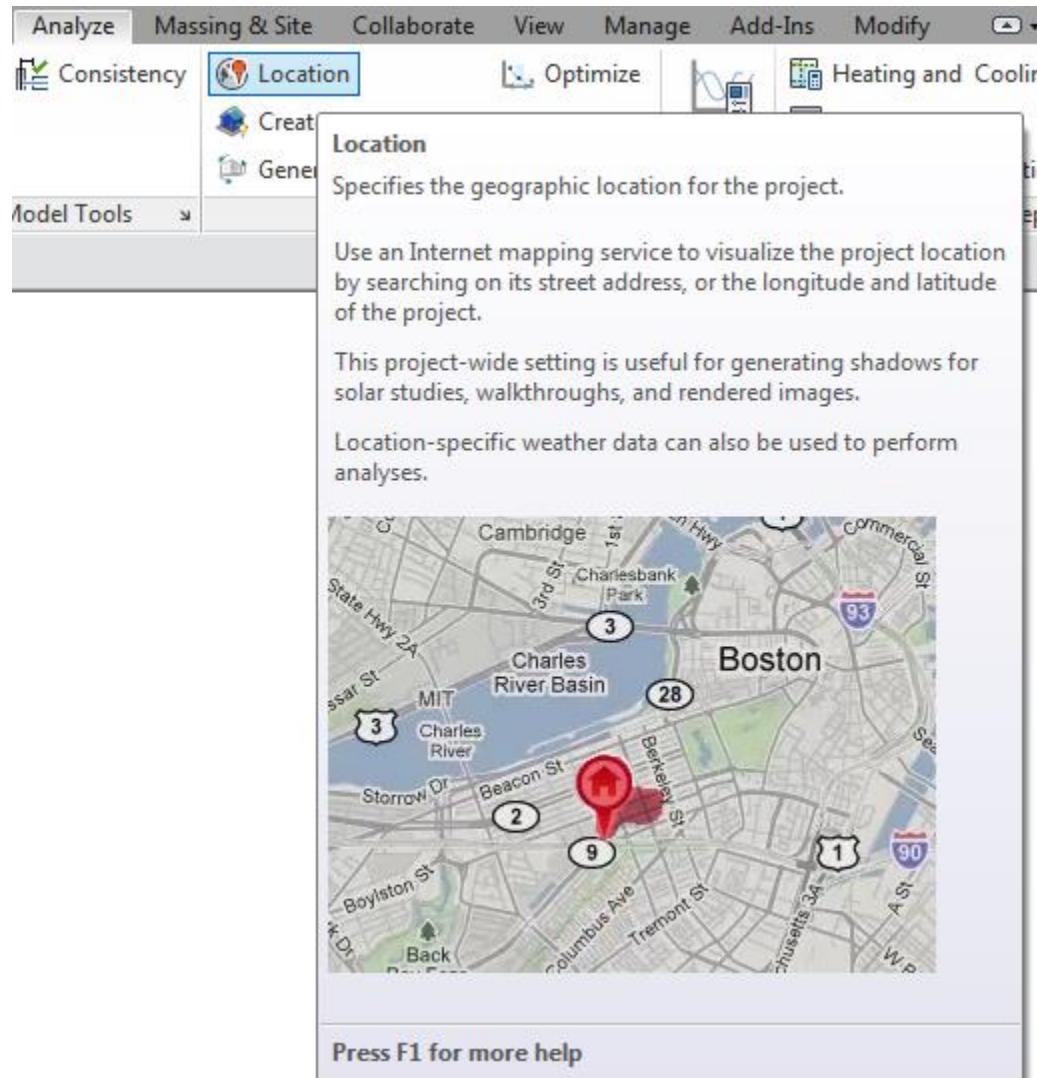 Analyze Massing & Site Collaborate View Manage Add-Ins Modify
Consistency Location Optimize Heating and
Model Tools
Location
Specifies the geographic location for the project.
Use an Internet mapping service to visualize the project location
by searching on its street address, or the longitude and latitude
of the project.
This project-wide setting is useful for generating shadows for
solar studies, walkthroughs, and rendered images.
Location-specific weather data can also be used to perform
analyses.
Cambridge
1st St
Hwy
Commercial St
3rd St
Charlesbank
Park
State Hwy 2A
3
93
Charles
River Basin
Boston
28
MIT
3
Charles
River
Storrow Dr
Beacon St
Berkeley St
2
9
1
90
Boylston St
Columbus Ave
Tremont St
A St
Back
Press F1 for more help